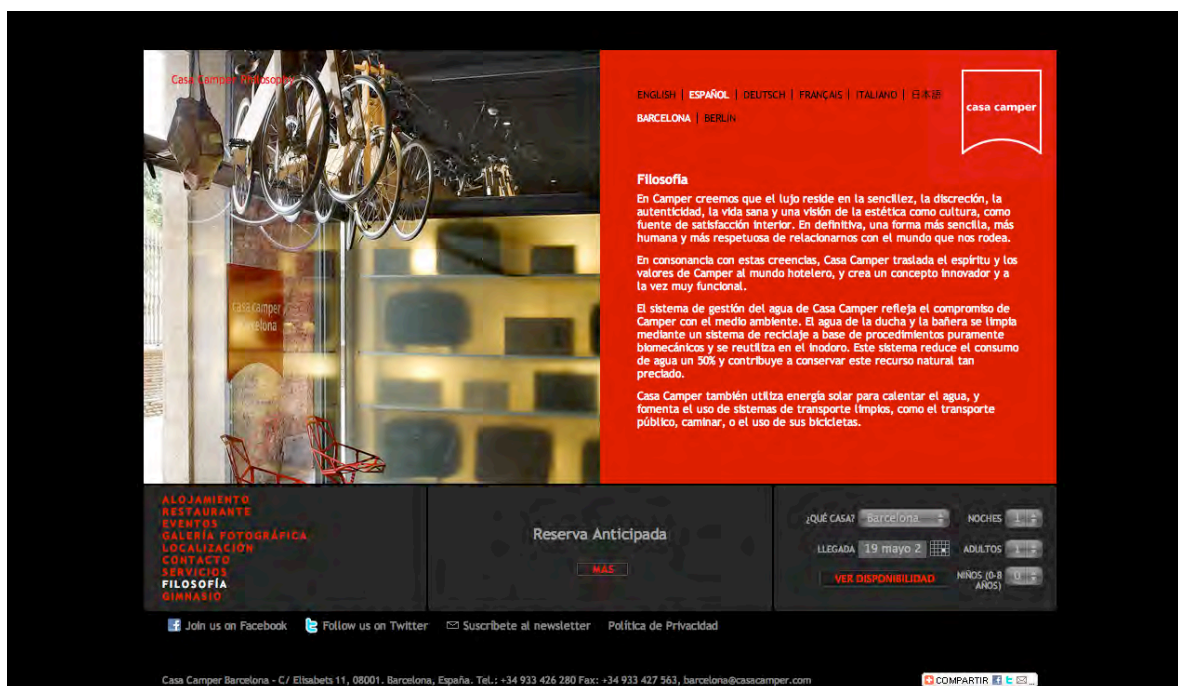 Casa Camper Philosophy
ENGLISH | ESPAÑOL | DEUTSCH | FRANÇAIS | ITALIANO | 日本語
BARCELONA | BERLIN
casa camper
Filosofía
En Camper creemos que el lujo reside en la sencillez, la discreción, la
autenticidad, la vida sana y una visión de la estética como cultura, como
fuente de satisfacción interior. En definitiva, una forma más sencilla, más
humana y más respetuosa de relacionarnos con el mundo que nos rodea.
En consonancia con estas creencias, Casa Camper traslada el espíritu y los
valores de Camper al mundo hotelero, y crea un concepto innovador y a
la vez muy funcional.
El sistema de gestión del agua de Casa Camper refleja el compromiso de
Camper con el medio ambiente. El agua de la ducha y la bañera se limpia
mediante un sistema de reciclaje a base de procedimientos puramente
biomecánicos y se reutiliza en el inodoro. Este sistema reduce el consumo
de agua un 50% y contribuye a conservar este recurso natural tan
preciado.
Casa Camper también utiliza energía solar para calentar el agua, y
fomenta el uso de sistemas de transporte limpios, como el transporte
público, caminar, o el uso de sus bicicletas.
casa camper
barcelona
ALOJAMIENTO
RESTAURANTE
EVENTOS
GALERÍA FOTOGRÁFICA
LOCALIZACIÓN
CONTACTO
SERVICIOS
FILOSOFÍA
GIMNASIO
Reserva Anticipada
MÁS
¿QUÉ CASA? Barcelona NOCHES 1
LLEGADA 19 mayo 2 ADULTOS 1
VER DISPONIBILIDAD NIÑOS (0-8 AÑOS) 0
Join us on Facebook Follow us on Twitter Suscríbete al newsletter Política de Privacidad
Casa Camper Barcelona - C/ Elisabets 11, 08001. Barcelona, España. Tel.: +34 933 426 280 Fax: +34 933 427 563, barcelona@casacamper.com
COMPARTIR